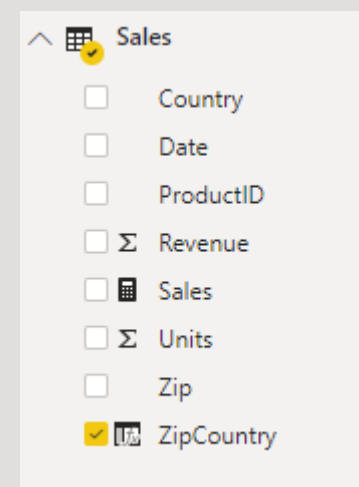 Sales
Country
Date
ProductID
Σ Revenue
Sales
Σ Units
Zip
ZipCountry